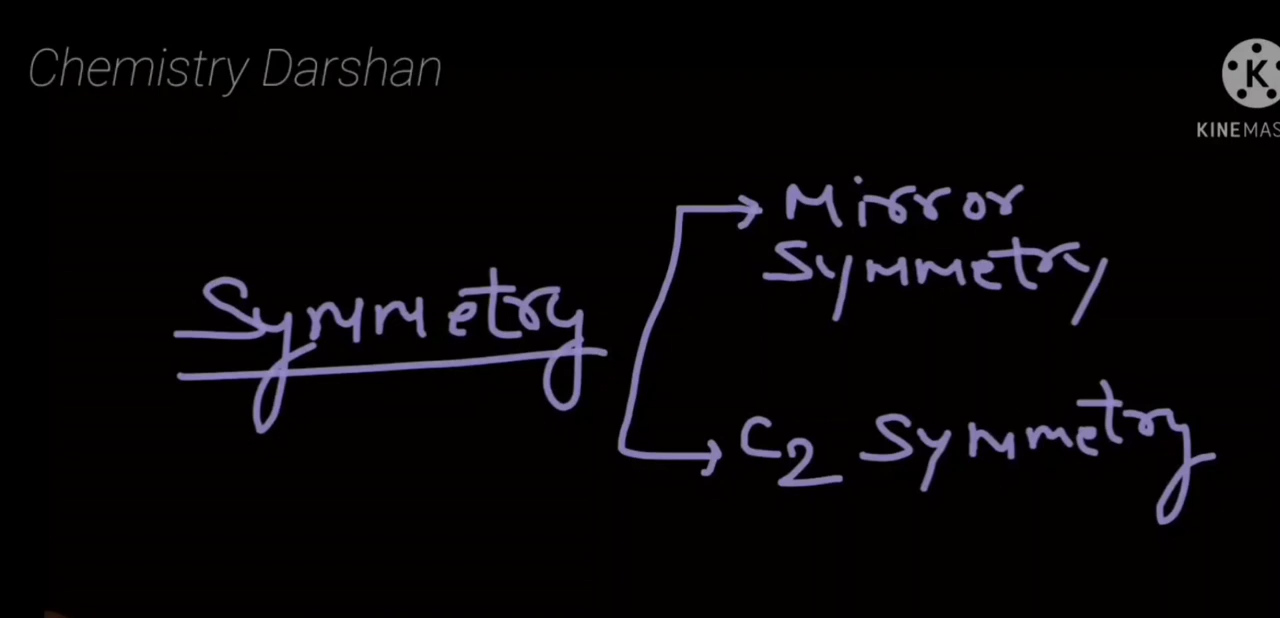 Chemistry Darshan
K
KINEMAS
Mirror
Symmetry
Symmetry
C2 Symmetry